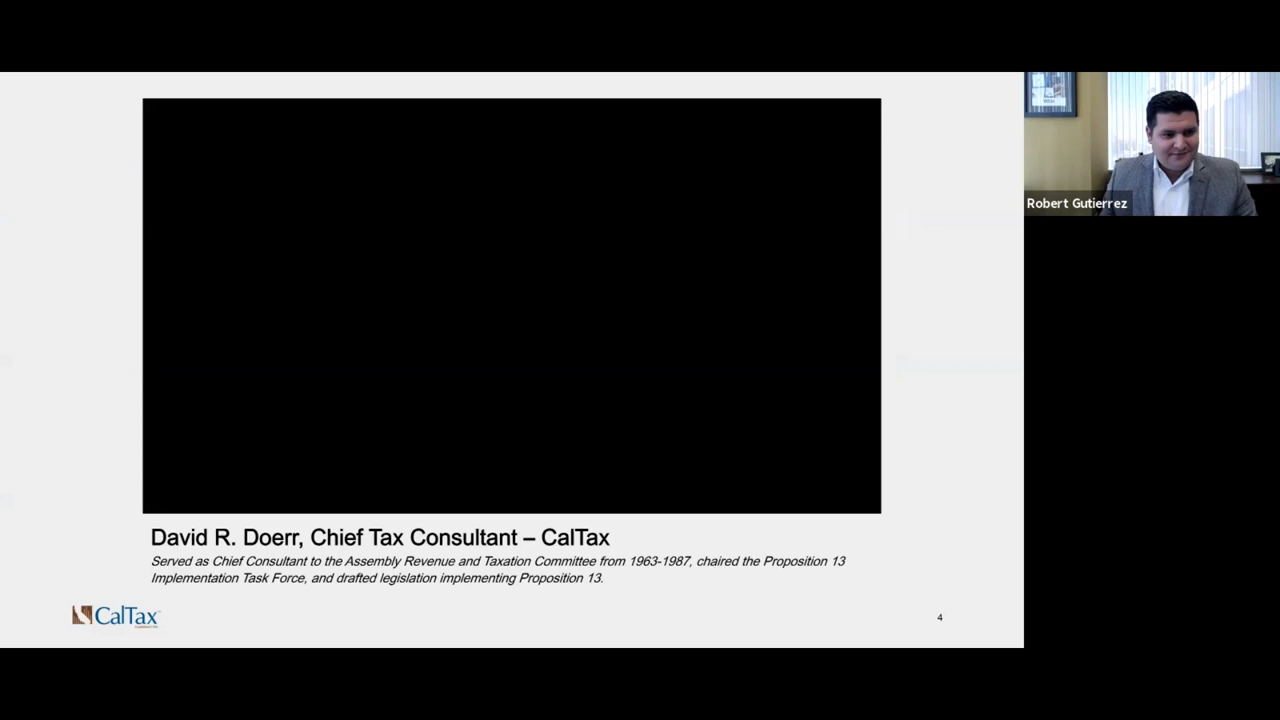 Robert Gutierrez
David R. Doerr, Chief Tax Consultant – CalTax
Served as Chief Consultant to the Assembly Revenue and Taxation Committee from 1963-1987, chaired the Proposition 13
Implementation Task Force, and drafted legislation implementing Proposition 13.
CalTax
4